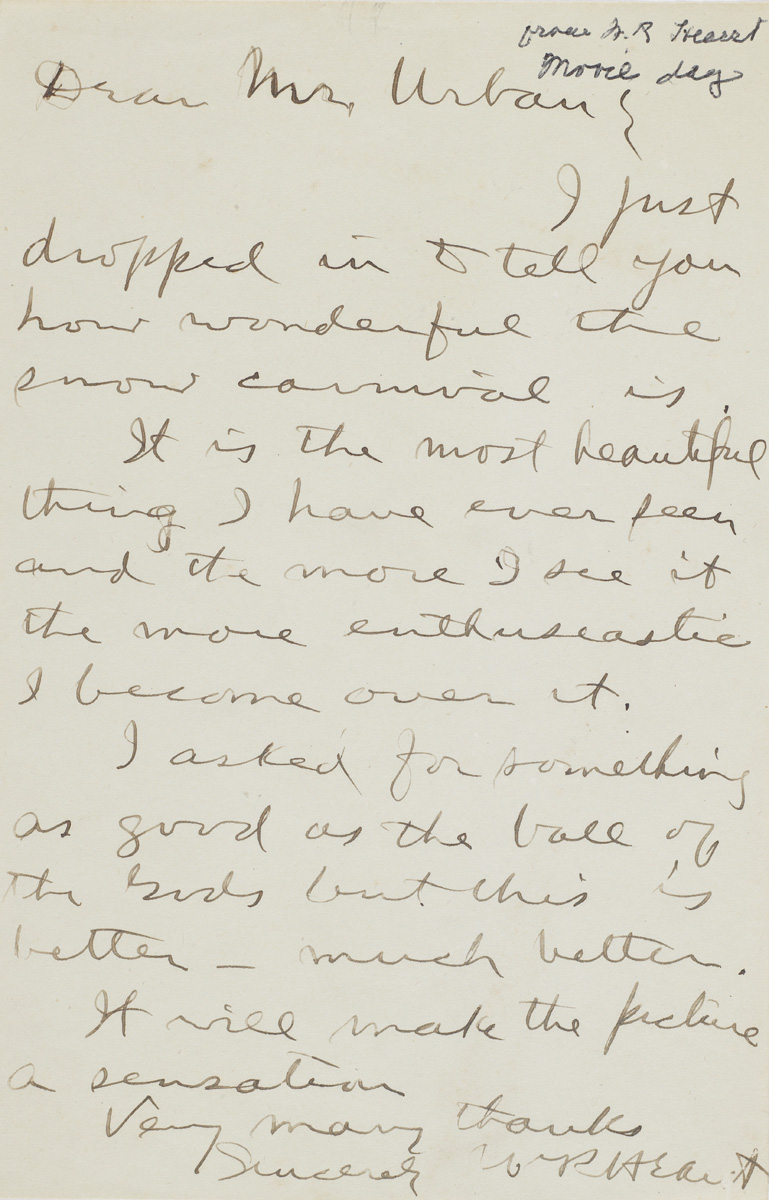 from W. R Hearst
Movie day
Dear Mr. Urban
I just
dropped in to tell you
how wonderful the
snow carnival is.
It is the most beautiful
thing I have ever seen
and the more I see it
the more enthuseastic
I become over it.
I asked for something
as good as the ball of
the Gods but this is
better – much better.
It will make the picture
a sensation
Very many thanks
Sincerely W R Hearst